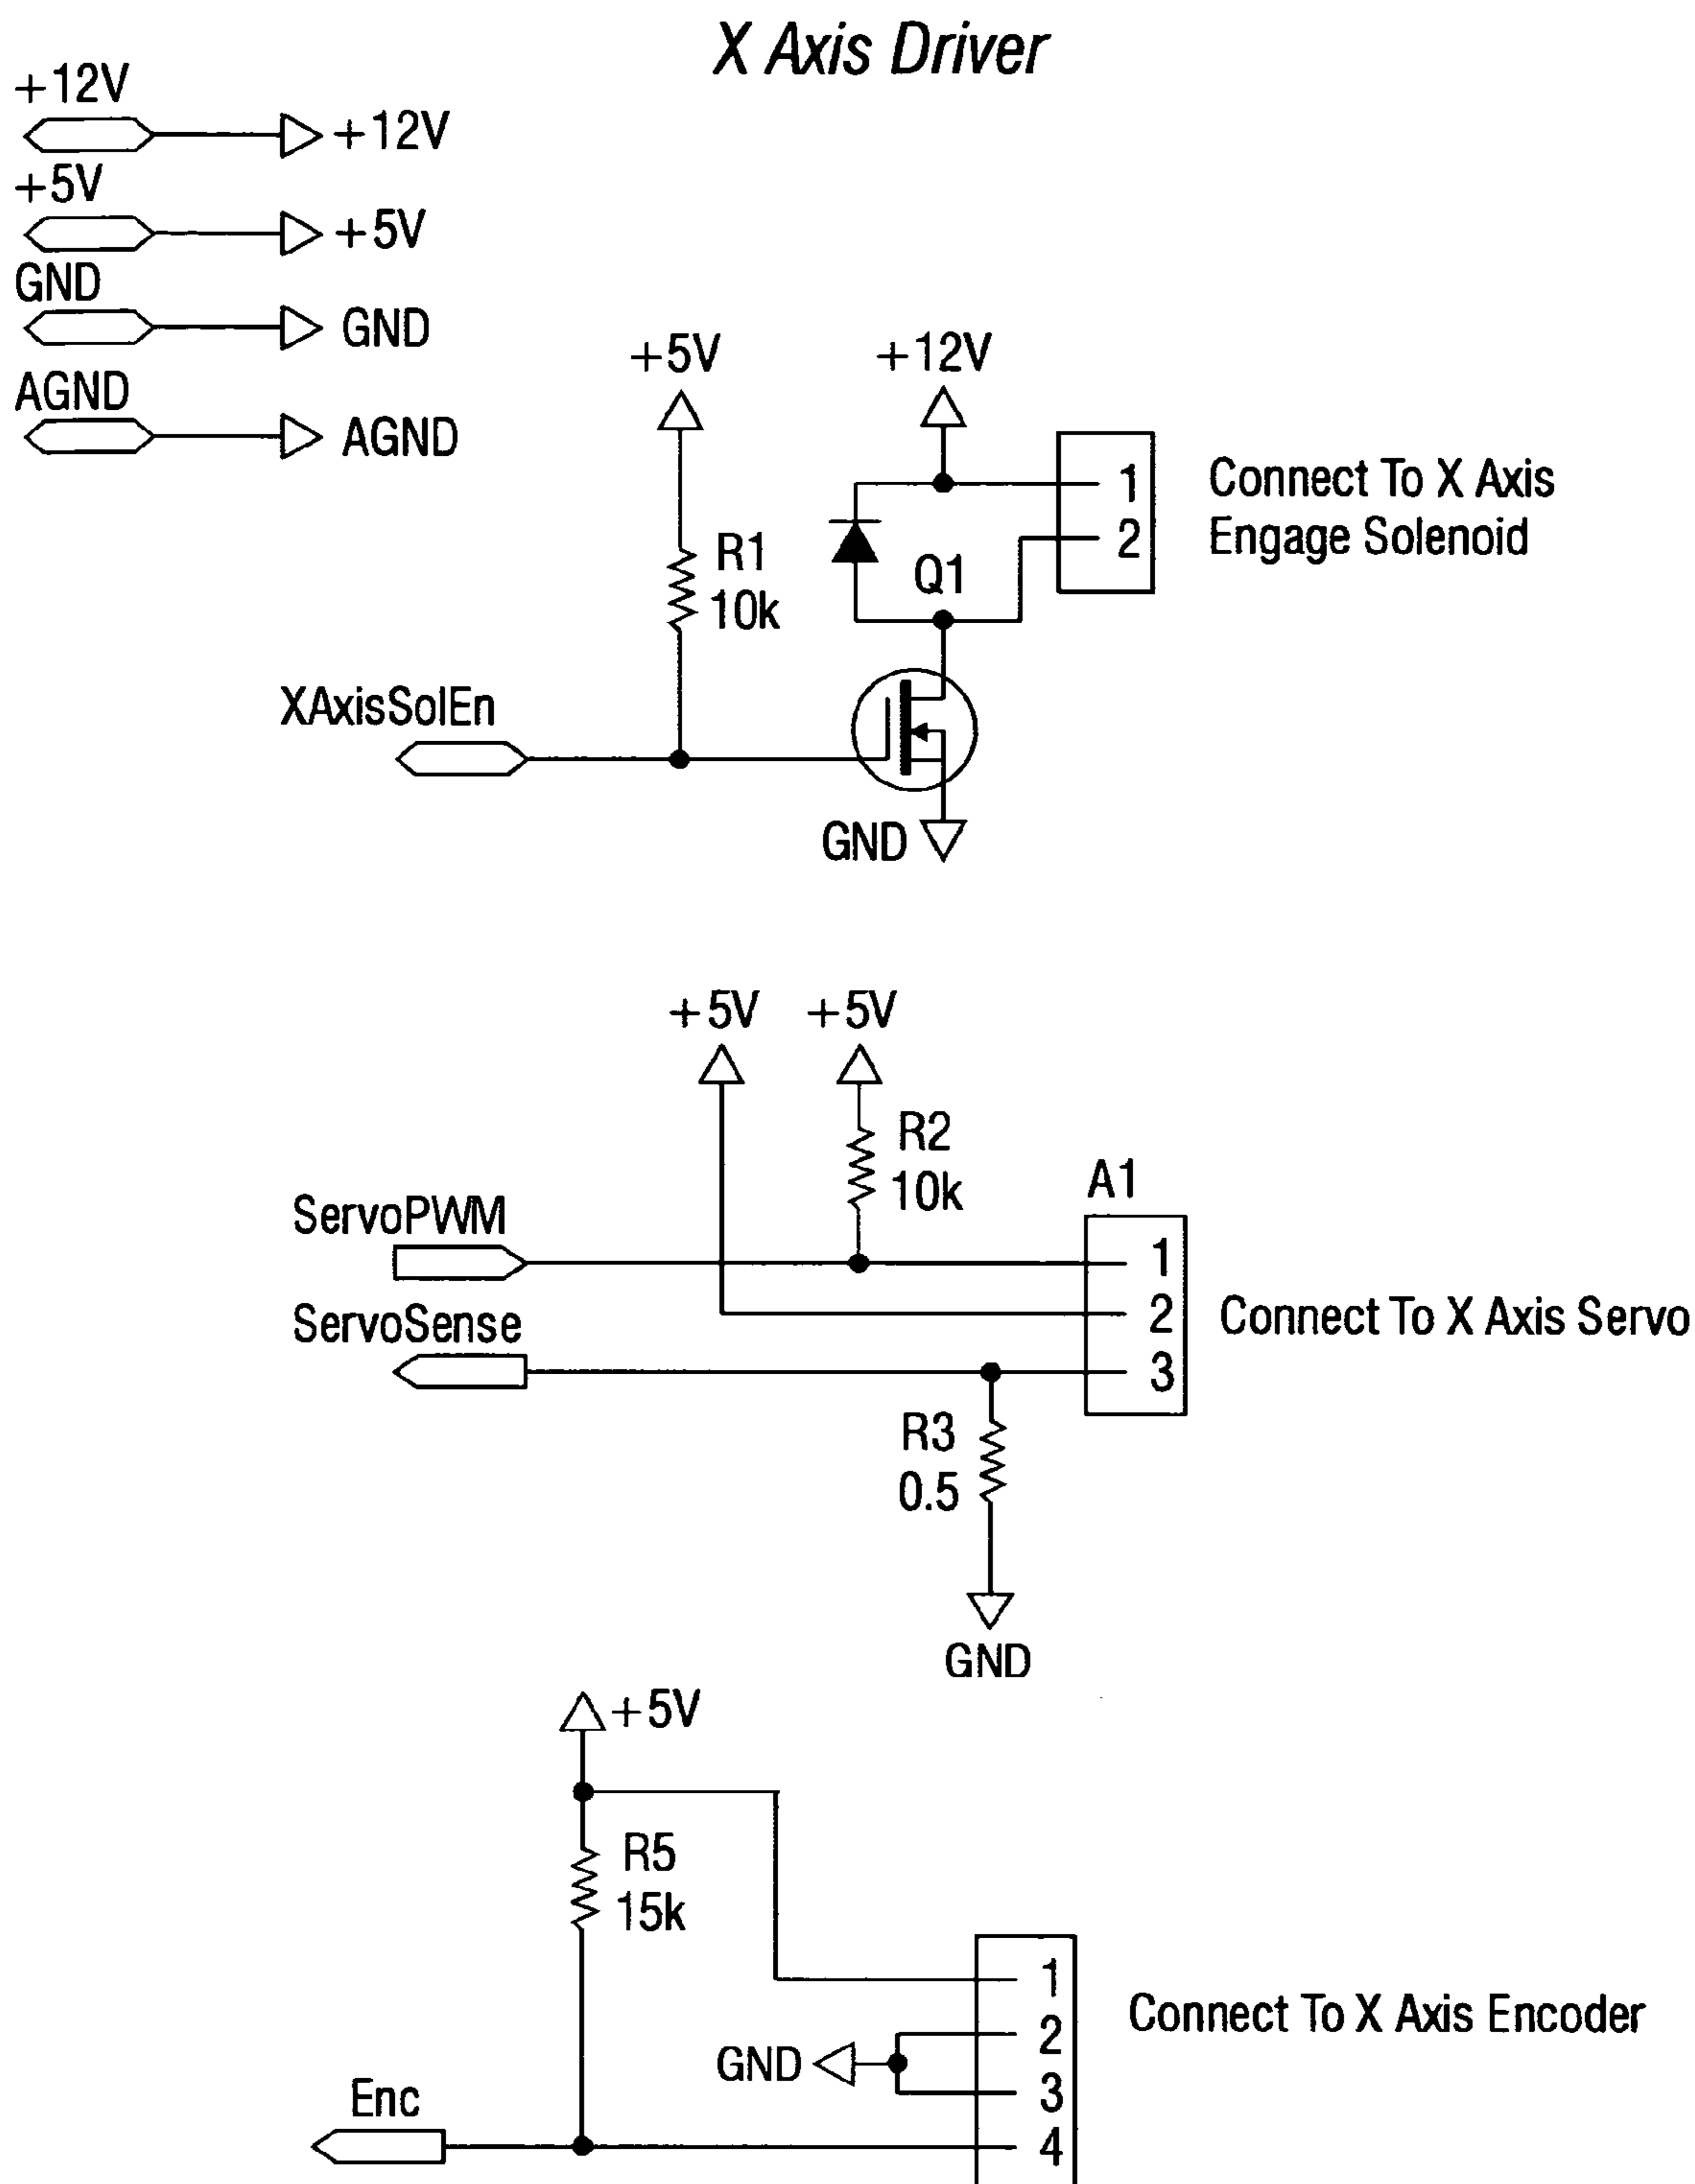 X Axis Driver
+12V
+12V
+5V
+5V
GND
GND
AGND
AGND
+5V
+12V
1
Connect To X Axis
2
Engage Solenoid
R1
10k
Q1
XAxisSolEn
GND
+5V
+5V
R2
10k
A1
ServoPWM
1
ServoSense
2
Connect To X Axis Servo
3
R3
0.5
GND
+5V
R5
15k
1
Connect To X Axis Encoder
2
GND
3
Enc
4